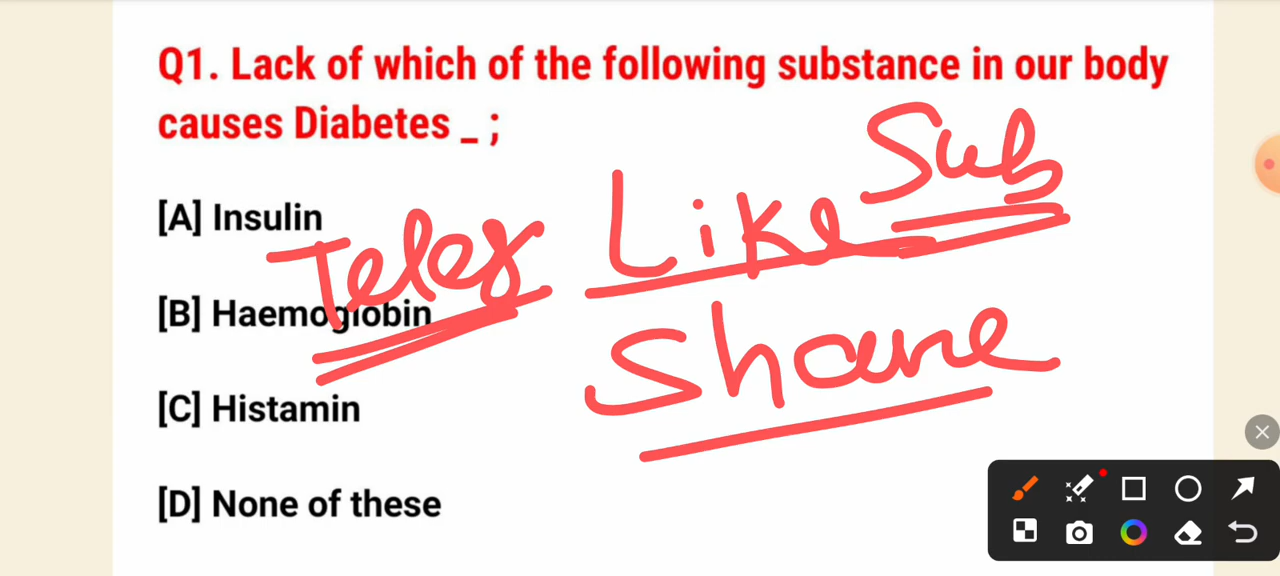 Q1. Lack of which of the following substance in our body
causes Diabetes _ ;
Sub
[A] Insulin
Like
Teleg
[B] Haemoglobin
Share
[C] Histamin
[D] None of these